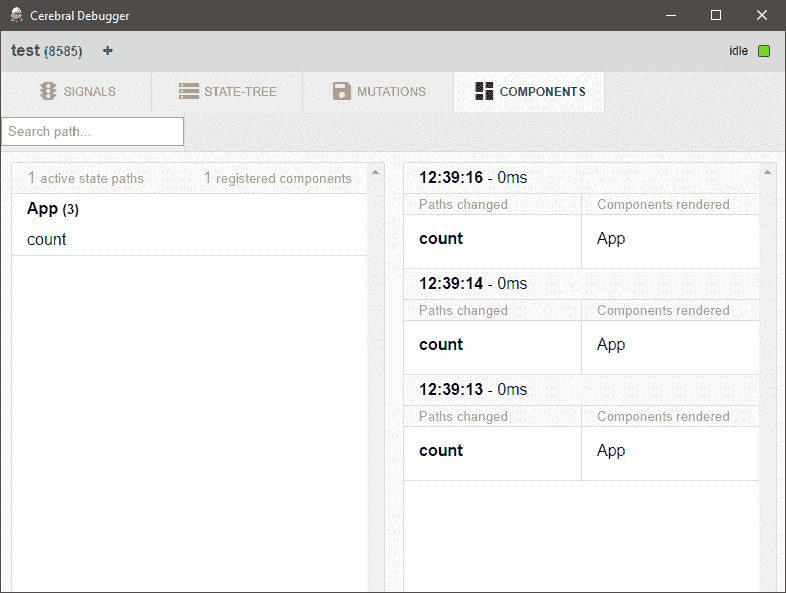 Cerebral Debugger
test (8585) +
idle
SIGNALS
STATE-TREE
MUTATIONS
COMPONENTS
Search path...
1 active state paths
1 registered components
App (3)
count
12:39:16 - 0ms
Paths changed
Components rendered
count
App
12:39:14 - 0ms
Paths changed
Components rendered
count
App
12:39:13 - 0ms
Paths changed
Components rendered
count
App